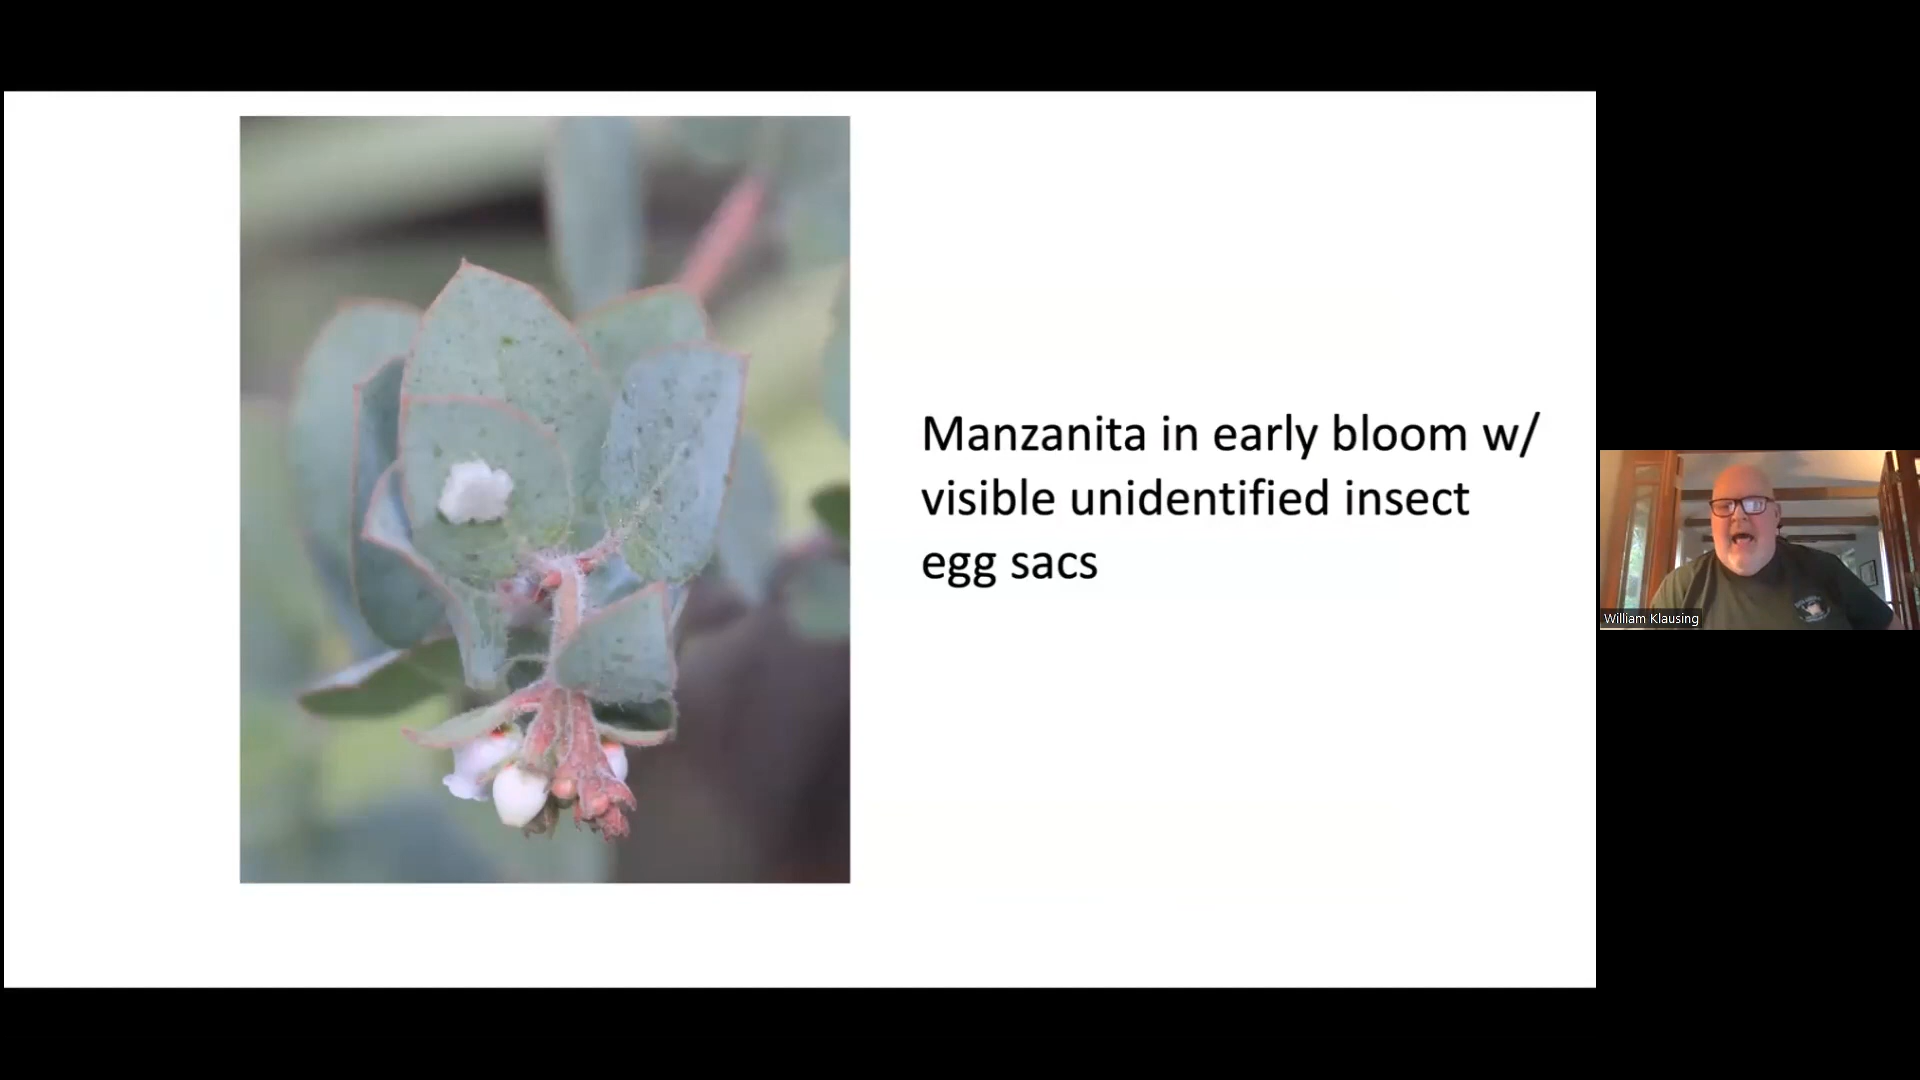 Manzanita in early bloom w/
visible unidentified insect
egg sacs
William Klausing